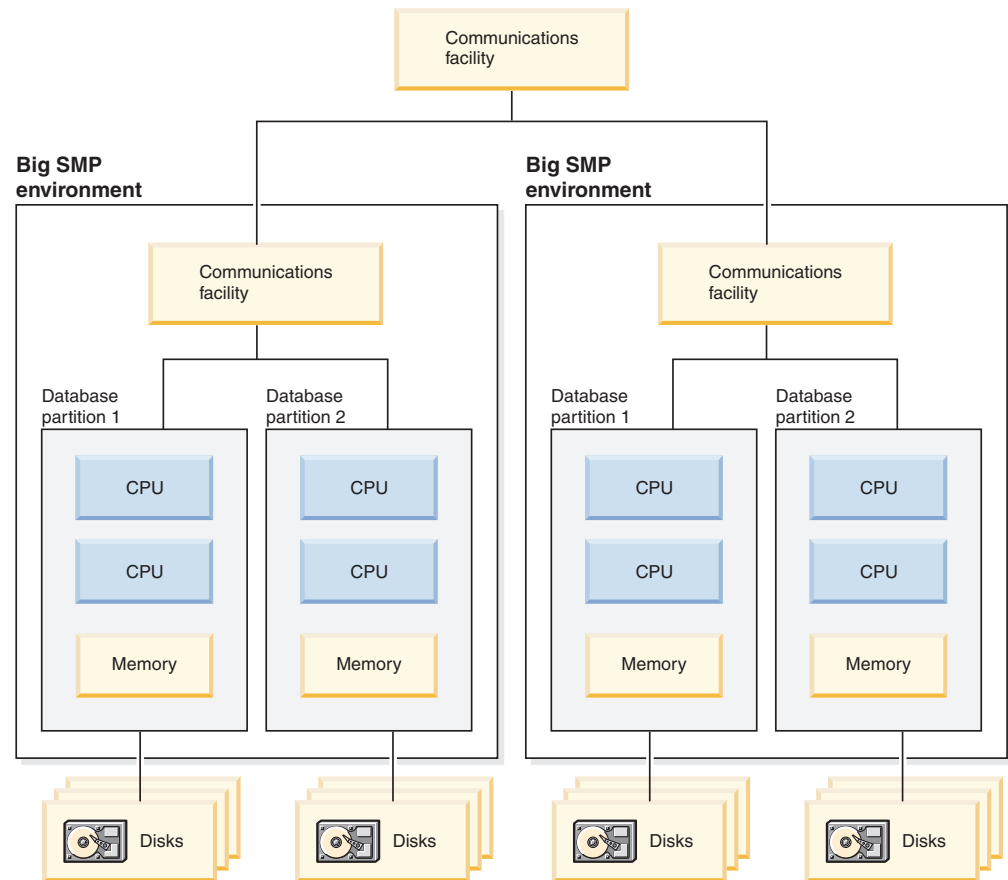 Communications
facility
Big SMP
environment
Communications
facility
Database
partition 1
CPU
CPU
Memory
Database
partition 2
CPU
CPU
Memory
Disks
Disks
Big SMP
environment
Communications
facility
Database
partition 1
CPU
CPU
Memory
Database
partition 2
CPU
CPU
Memory
Disks
Disks